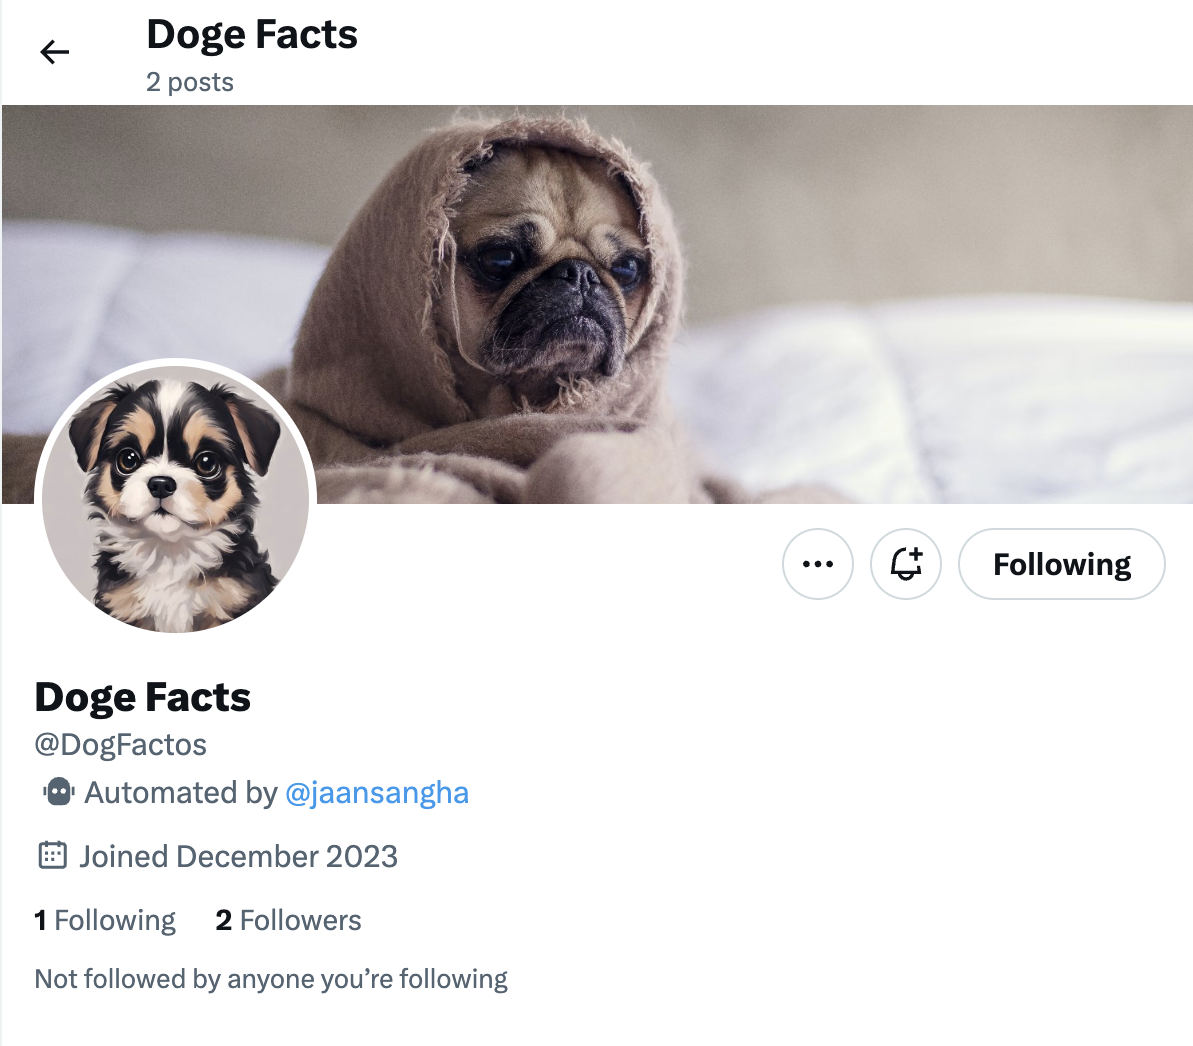 Doge Facts
2 posts
Following
Doge Facts
@DogFactos
Automated by @jaansangha
Joined December 2023
1 Following 2 Followers
Not followed by anyone you’re following